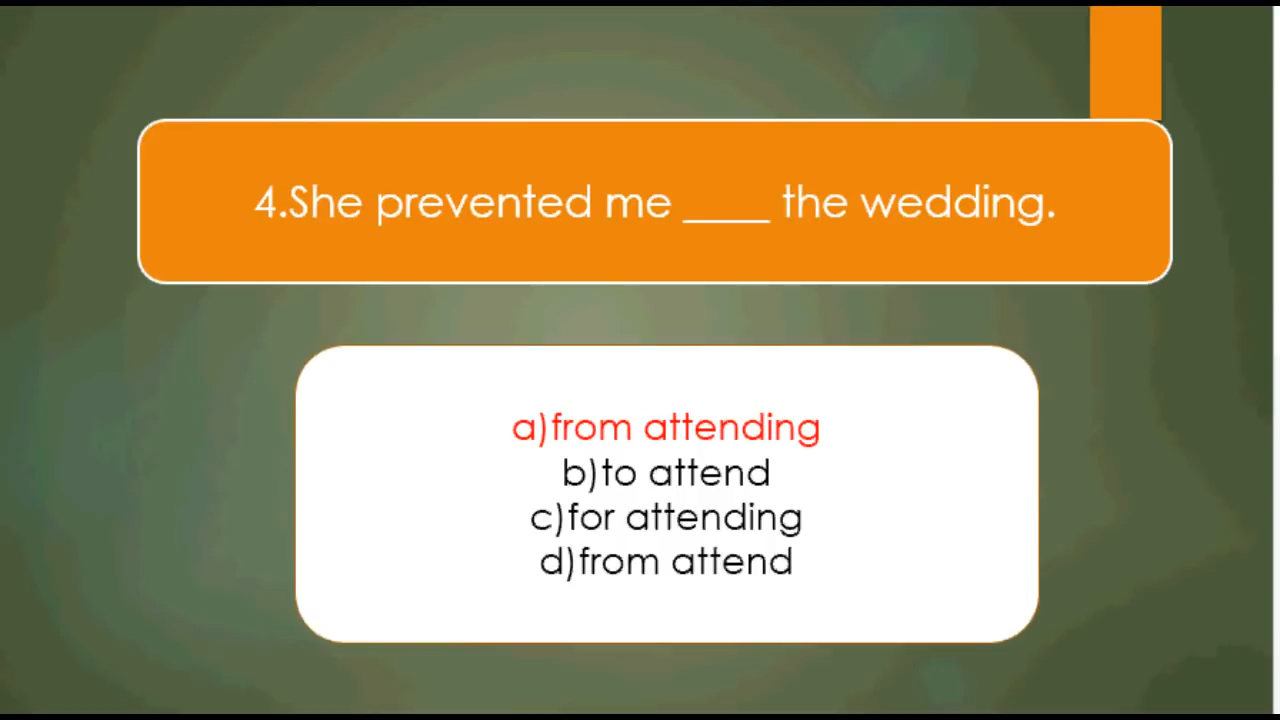 4.She prevented me ____ the wedding.
a)from attending
b)to attend
c)for attending
d)from attend